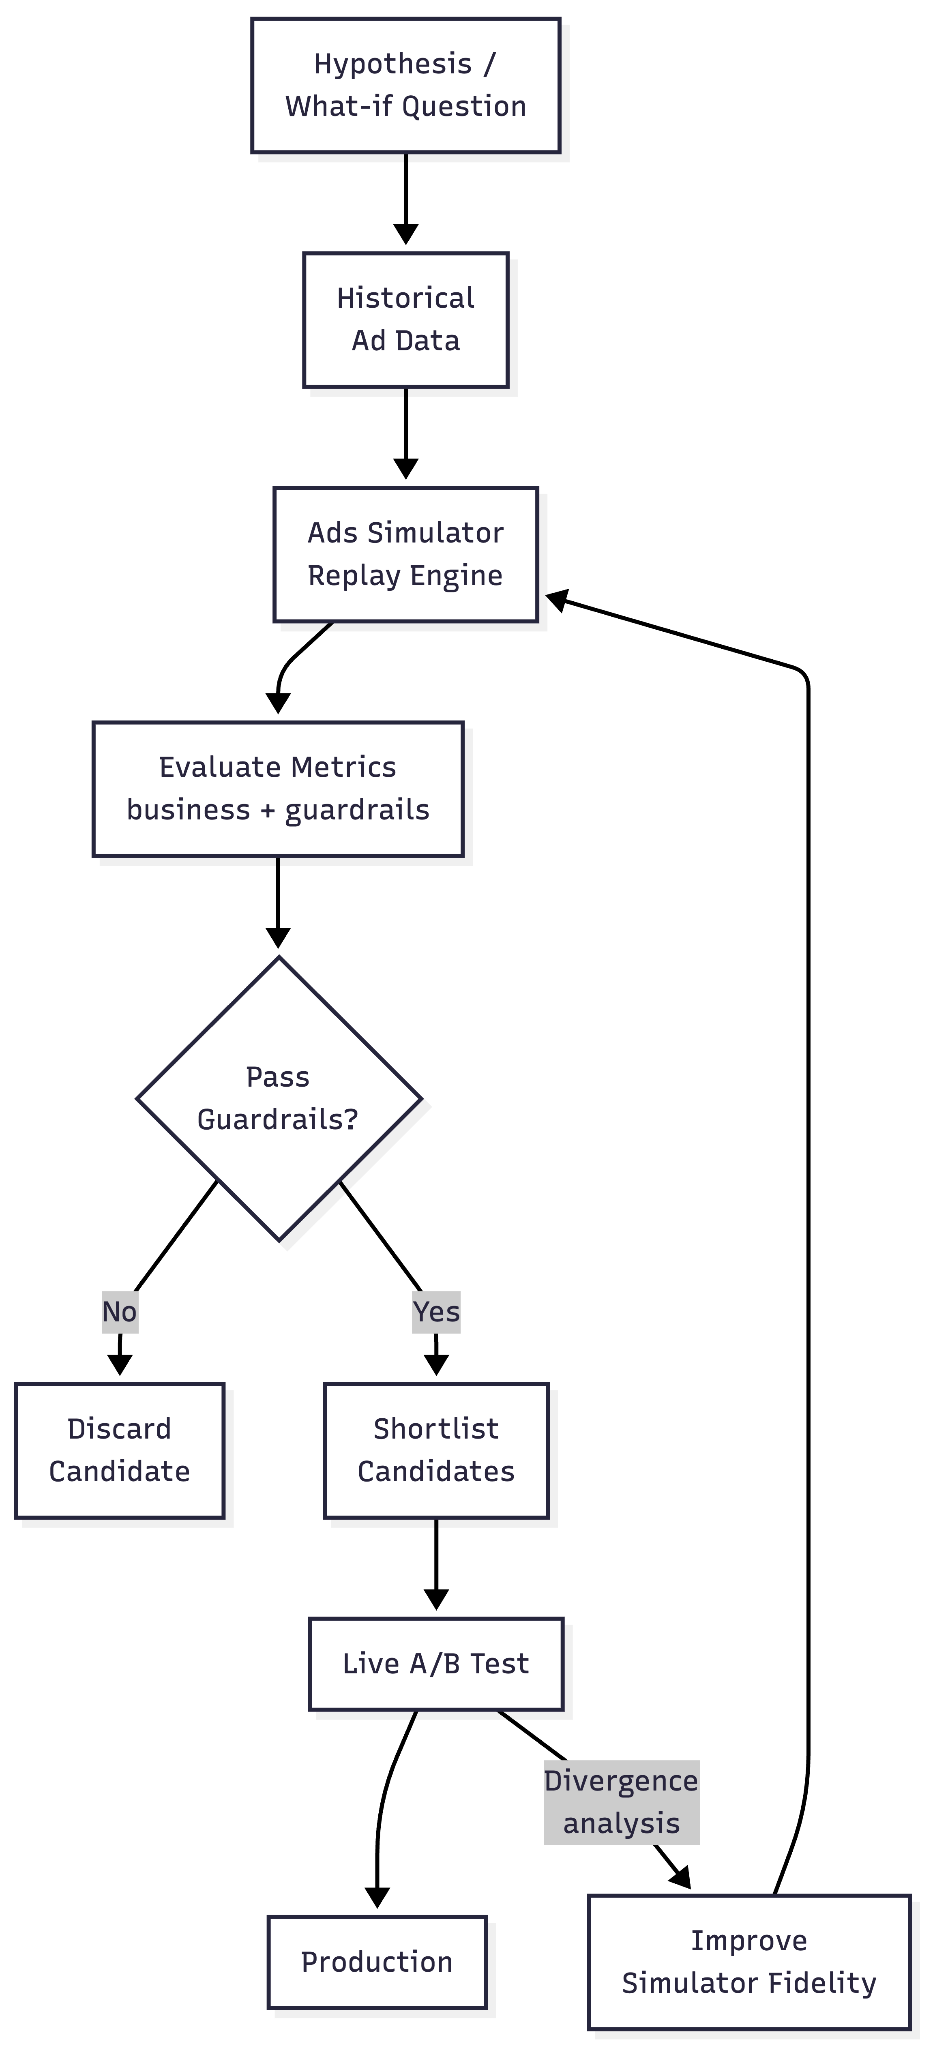 Hypothesis /
What-if Question
Historical
Ad Data
Ads Simulator
Replay Engine
Evaluate Metrics
business + guardrails
Pass
Guardrails?
No
Yes
Discard
Candidate
Shortlist
Candidates
Live A/B Test
Divergence
analysis
Production
Improve
Simulator Fidelity